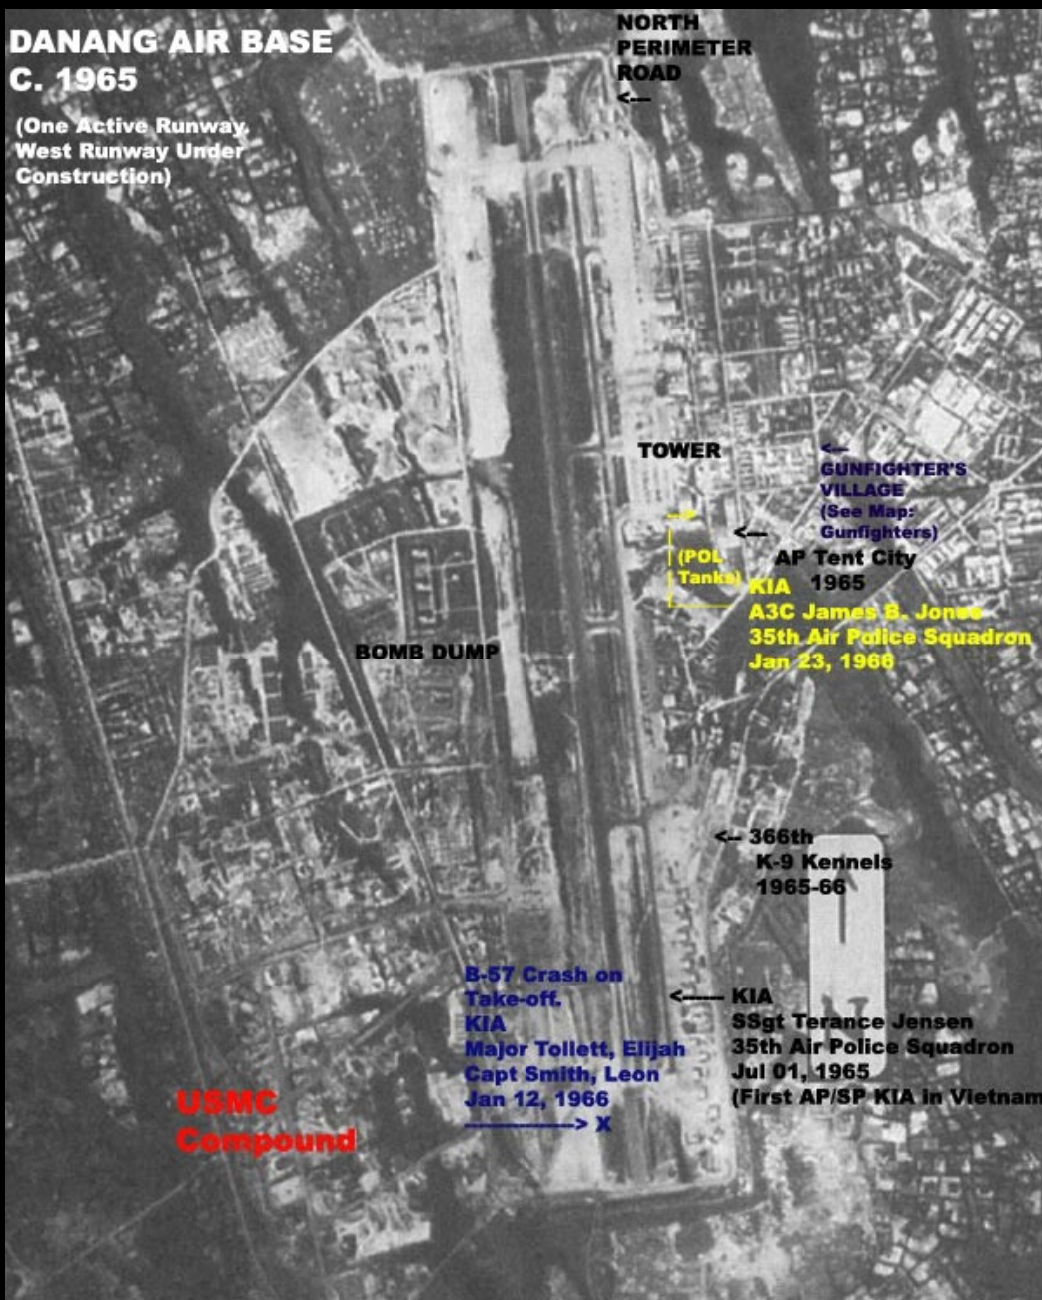 DANANG AIR BASE
C. 1965
(One Active Runway.
West Runway Under
Construction)
NORTH
PERIMETER
ROAD
<---
TOWER
<--
GUNFIGHTER'S
VILLAGE
(See Map:
Gunfighters)
<---
AP Tent City
1965
(POL
Tanks)
KIA
A3C James B. Jones
35th Air Police Squadron
Jan 23, 1966
BOMB DUMP
<-- 366th
K-9 Kennels
1965-66
B-57 Crash on
Take-off.
KIA
Major Tollett, Elijah
Capt Smith, Leon
Jan 12, 1966
---------------> X
<------ KIA
SSgt Terance Jensen
35th Air Police Squadron
Jul 01, 1965
(First AP/SP KIA in Vietnam
USMC
Compound